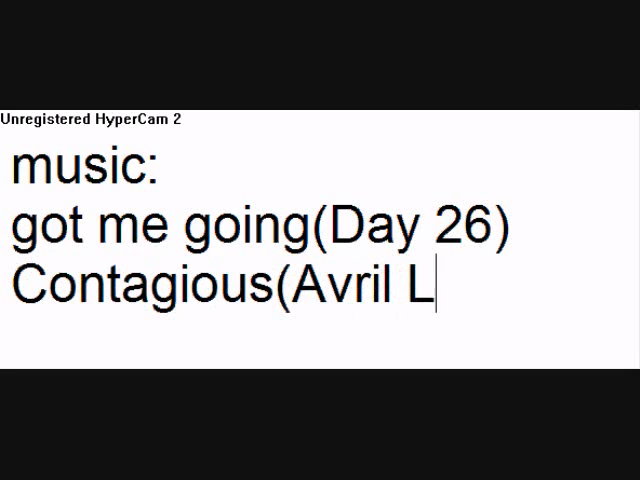 Unregistered HyperCam 2
music:
got me going(Day 26)
Contagious(Avril L